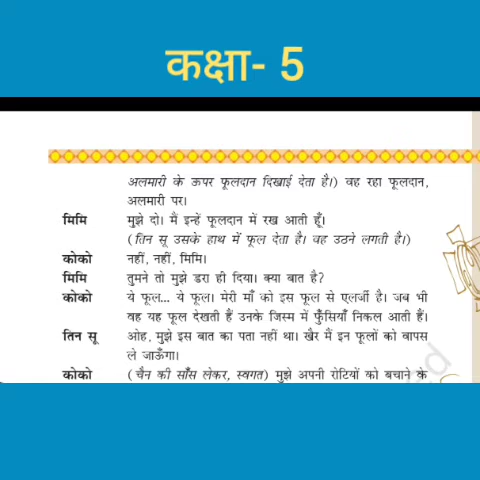 कक्षा- 5
अलमारी के ऊपर फूलदान दिखाई देता है।) वह रहा फूलदान,
अलमारी पर।
मिमि मुझे दो। मैं इन्हें फूलदान में रख आती हूँ।
(तिन सू उसके हाथ में फूल देता है। वह उठने लगती है।)
कोको नहीं, नहीं, मिमि।
मिमि तुमने तो मुझे डरा ही दिया। क्या बात है?
कोको ये फूल... ये फूल। मेरी माँ को इस फूल से एलर्जी है। जब भी
वह यह फूल देखती हैं उनके जिस्म में फुँसियाँ निकल आती हैं।
तिन सू ओह, मुझे इस बात का पता नहीं था। खैर मैं इन फूलों को वापस
ले जाऊँगा।
कोको (चैन की साँस लेकर, स्वगत) मुझे अपनी रोटियों को बचाने के